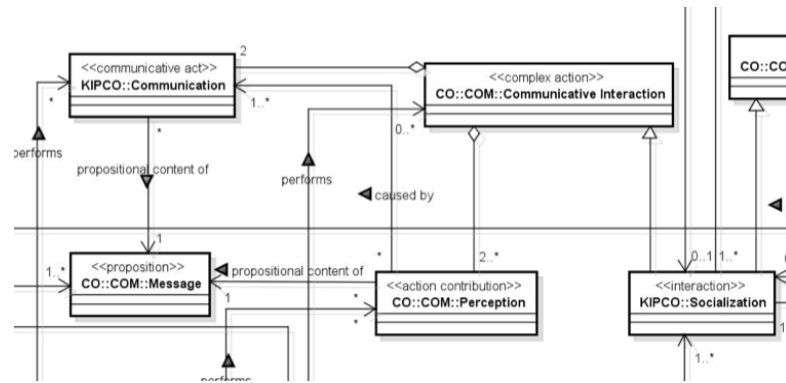 2
<<communicative act>>
KIPCO::Communication
<<complex action>>
CO::COM::Communicative Interaction
CO::CO
*
1..*
*
0..*
performs
propositional content of
performs
caused by
1
*
2..*
0..1
1..*
1..*
<<proposition>>
CO::COM::Message
propositional content of
1
<<action contribution>>
CO::COM::Perception
*
*
<<interaction>>
KIPCO::Socialization
1
1..*
performs